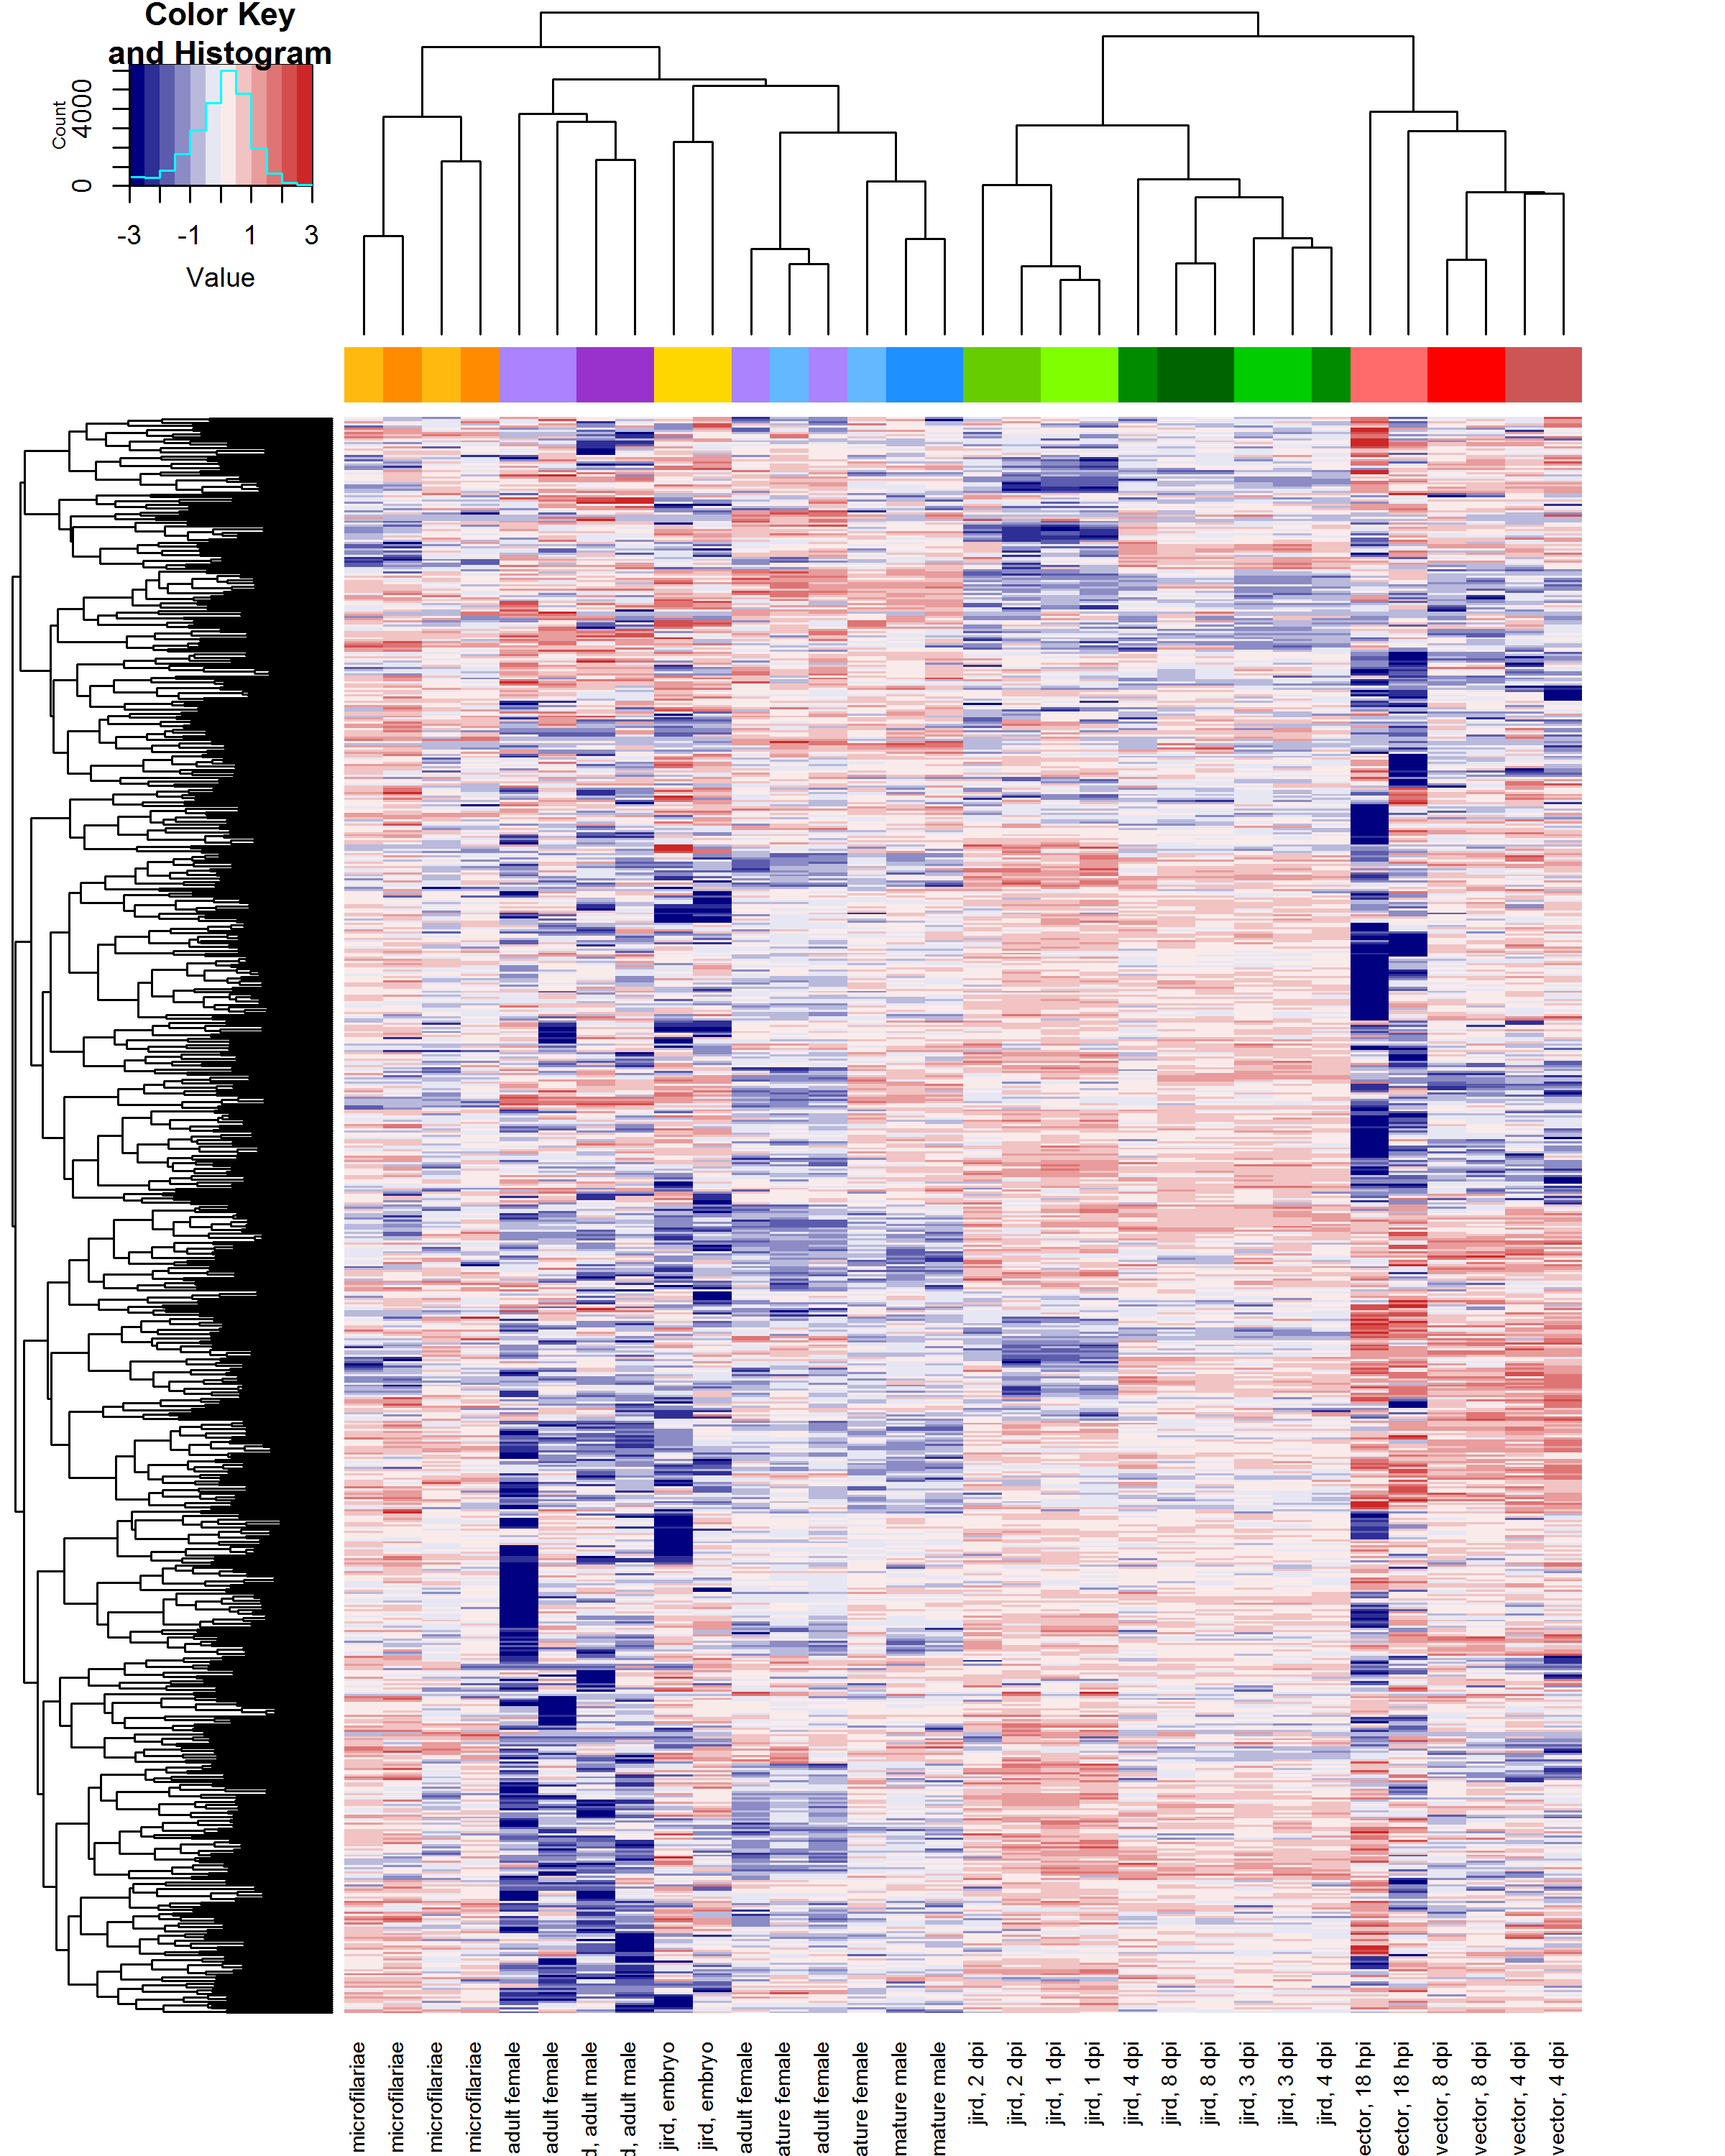 Color Key
and Histogram
Count
0
4000
-3
-1
1
3
Value
microfilariae
microfilariae
microfilariae
microfilariae
adult female
adult female
d, adult male
d, adult male
jird, embryo
jird, embryo
adult female
ature female
adult female
ature female
mature male
mature male
jird, 2 dpi
jird, 2 dpi
jird, 1 dpi
jird, 1 dpi
jird, 4 dpi
jird, 8 dpi
jird, 8 dpi
jird, 3 dpi
jird, 3 dpi
jird, 4 dpi
ector, 18 hpi
ector, 18 hpi
vector, 8 dpi
vector, 8 dpi
vector, 4 dpi
vector, 4 dpi